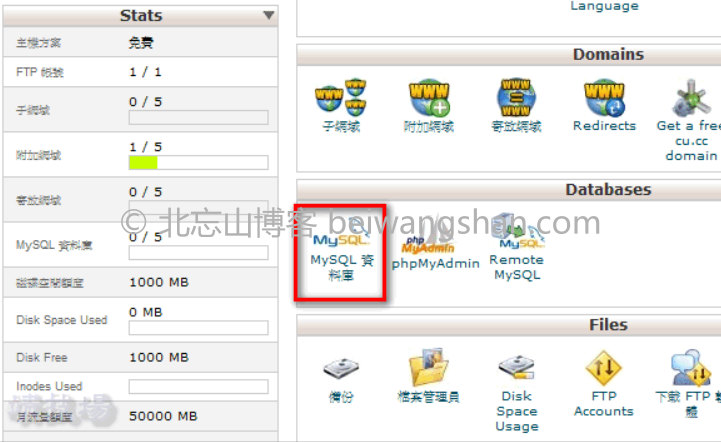 Stats
主機方案 免費
FTP 帳號 1 / 1
子網域 0 / 5
附加網域 1 / 5
寄放網域 0 / 5
MySQL 資料庫 0 / 5
磁碟空間額度 1000 MB
Disk Space Used 0 MB
Disk Free 1000 MB
Inodes Used
月流量額度 50000 MB
Language
Domains
子網域
附加網域
寄放網域
Redirects
Get a free
cu.cc
domain
Databases
MySQL 資
料庫
phpMyAdmin
Remote
MySQL
Files
備份
檔案管理員
Disk
Space
Usage
FTP
Accounts
下載 FTP 軟
體
© 北忘山博客 beiwangshan.com